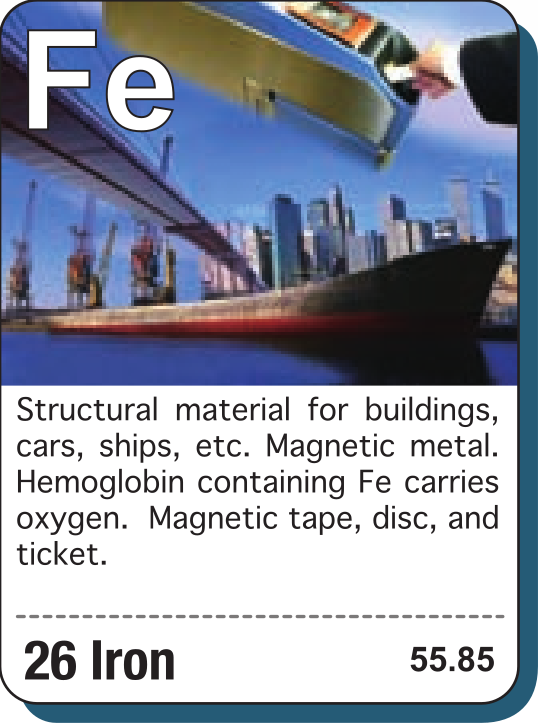 Fe
Structural material for buildings,
cars, ships, etc. Magnetic metal.
Hemoglobin containing Fe carries
oxygen. Magnetic tape, disc, and
ticket.
26 Iron
55.85